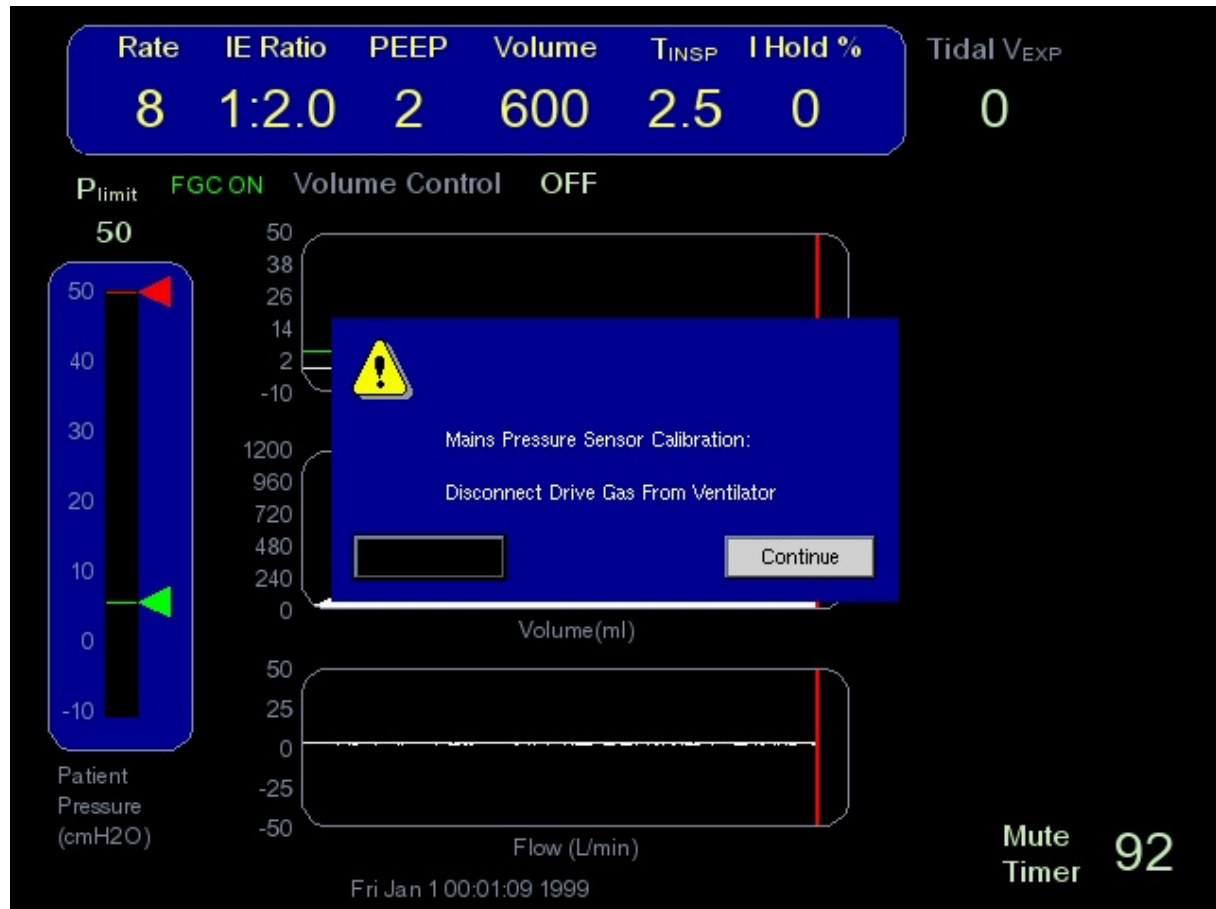 Rate IE Ratio PEEP Volume TINSP I Hold % Tidal VEXP
8 1:2.0 2 600 2.5 0 0
Plimit FGC ON Volume Control OFF
50
50
40
30
20
10
0
-10
Patient
Pressure
(cmH2O)
50
38
26
14
2
-10
Mains Pressure Sensor Calibration:
Disconnect Drive Gas From Ventilator
Continue
1200
960
720
480
240
0
Volume(ml)
50
25
0
-25
-50
Flow (L/min)
Fri Jan 1 00:01:09 1999
Mute
Timer 92